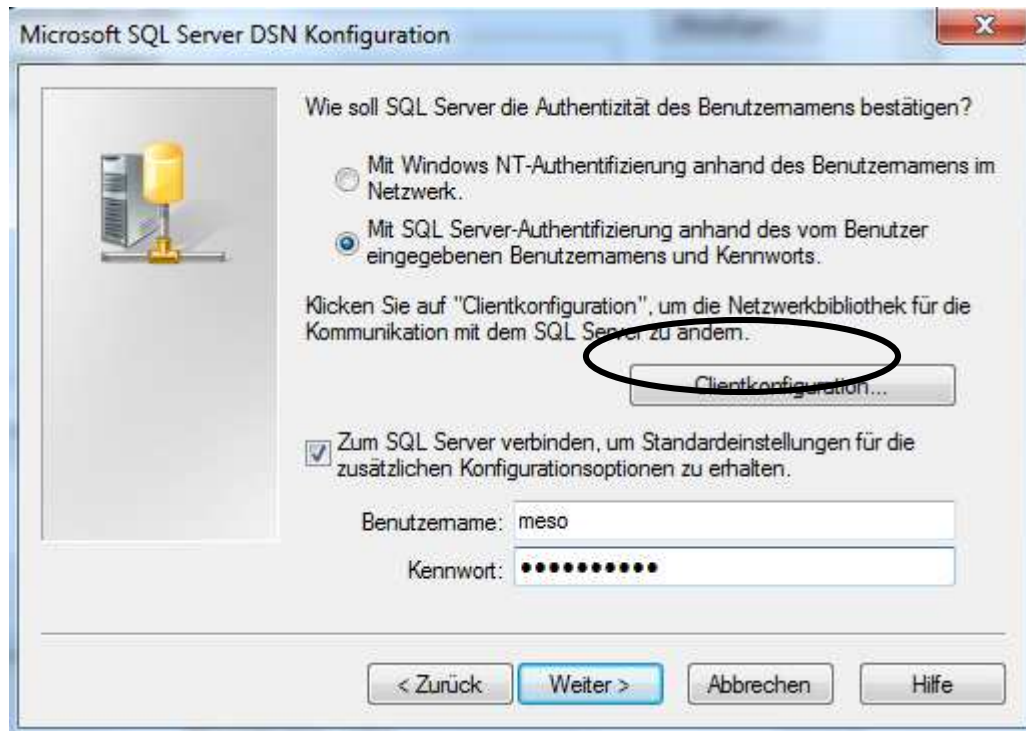 Microsoft SQL Server DSN Konfiguration
Wie soll SQL Server die Authentizität des Benutzernamens bestätigen?
Mit Windows NT-Authentifizierung anhand des Benutzernamens im
Netzwerk.
Mit SQL Server-Authentifizierung anhand des vom Benutzer
eingegebenen Benutzernamens und Kennworts.
Klicken Sie auf "Clientkonfiguration", um die Netzwerkbibliothek für die
Kommunikation mit dem SQL Server zu ändern.
Clientkonfiguration...
Zum SQL Server verbinden, um Standardeinstellungen für die
zusätzlichen Konfigurationsoptionen zu erhalten.
Benutzername: meso
Kennwort: ●●●●●●●●●●
< Zurück Weiter > Abbrechen Hilfe